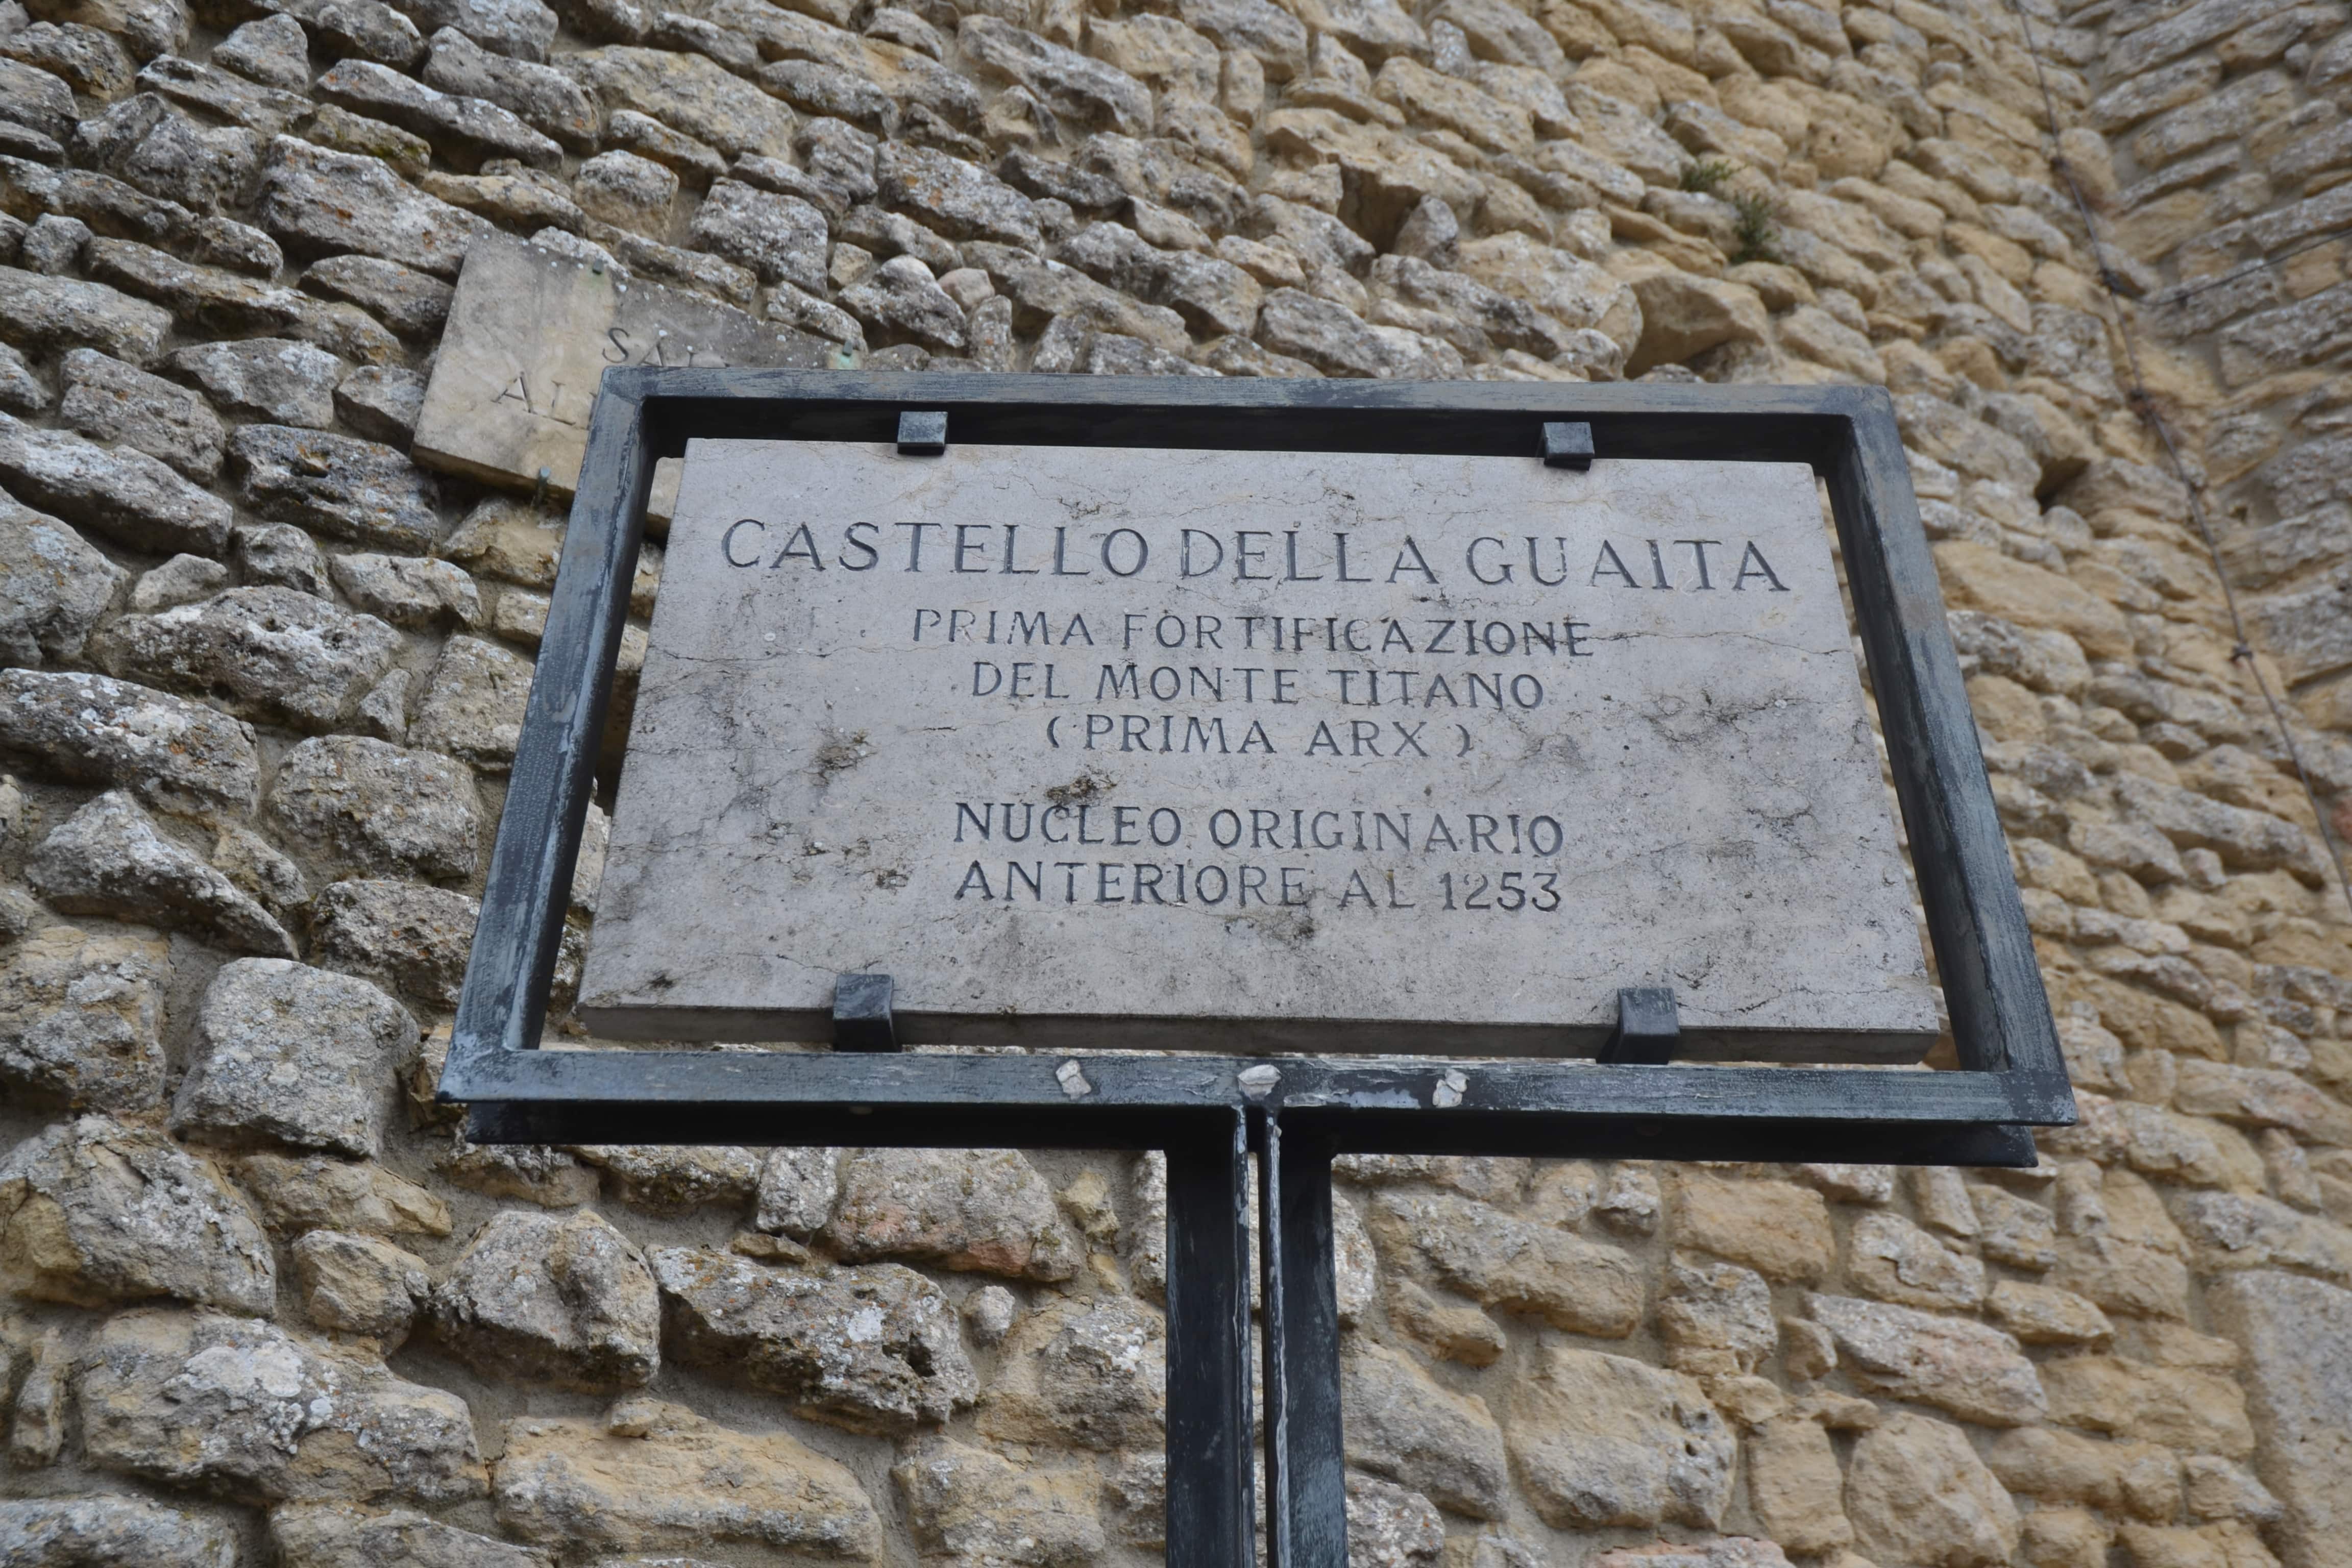 CASTELLO DELLA GUAITA
PRIMA FORTIFICAZIONE
DEL MONTE TITANO
(PRIMA ARX)
NUCLEO ORIGINARIO
ANTERIORE AL 1253